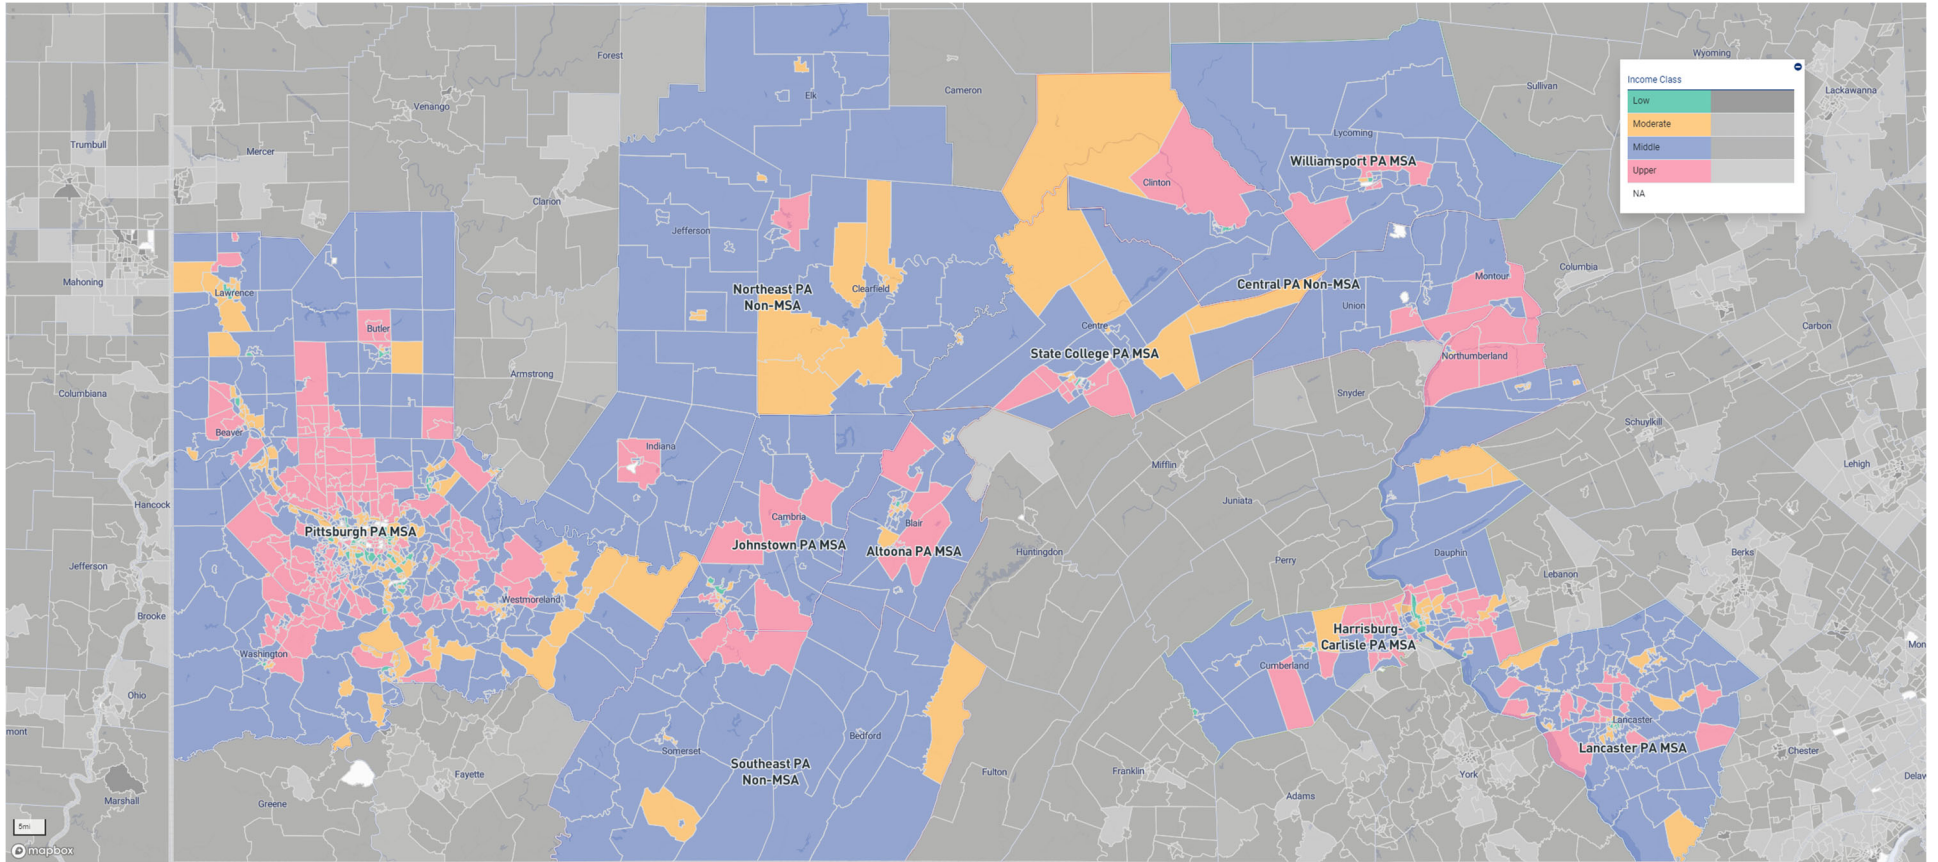 Wyoming
Forest
Income Class
Sullivan
Cameron
Elk
Lackawanna
Low
Venango
Moderate
Lycoming
Trumbull
Middle
Mercer
Williamsport PA MSA
Upper
Clinton
NA
Clarion
Jefferson
Columbia
Montour
Mahoning
Central PA Non-MSA
Northeast PA
Non-MSA
Clearfield
Lawrence
Union
Centre
Carbon
Butler
State College PA MSA
Northumberland
Armstrong
Columbiana
Snyder
Schuylkill
Beaver
Indiana
Mifflin
Lehigh
Juniata
Hancock
Cambria
Blair
Pittsburgh PA MSA
Johnstown PA MSA
Altoona PA MSA
Huntingdon
Dauphin
Berks
Perry
Jefferson
Lebanon
Westmoreland
Brooke
Harrisburg-
Carlisle PA MSA
Mon
Washington
Cumberland
Ohio
Lancaster
mont
Bedford
Somerset
Lancaster PA MSA
Chester
Southeast PA
Non-MSA
Fayette
Fulton
Franklin
York
Delaw
Greene
Marshall
Adams
5mi
mapbox